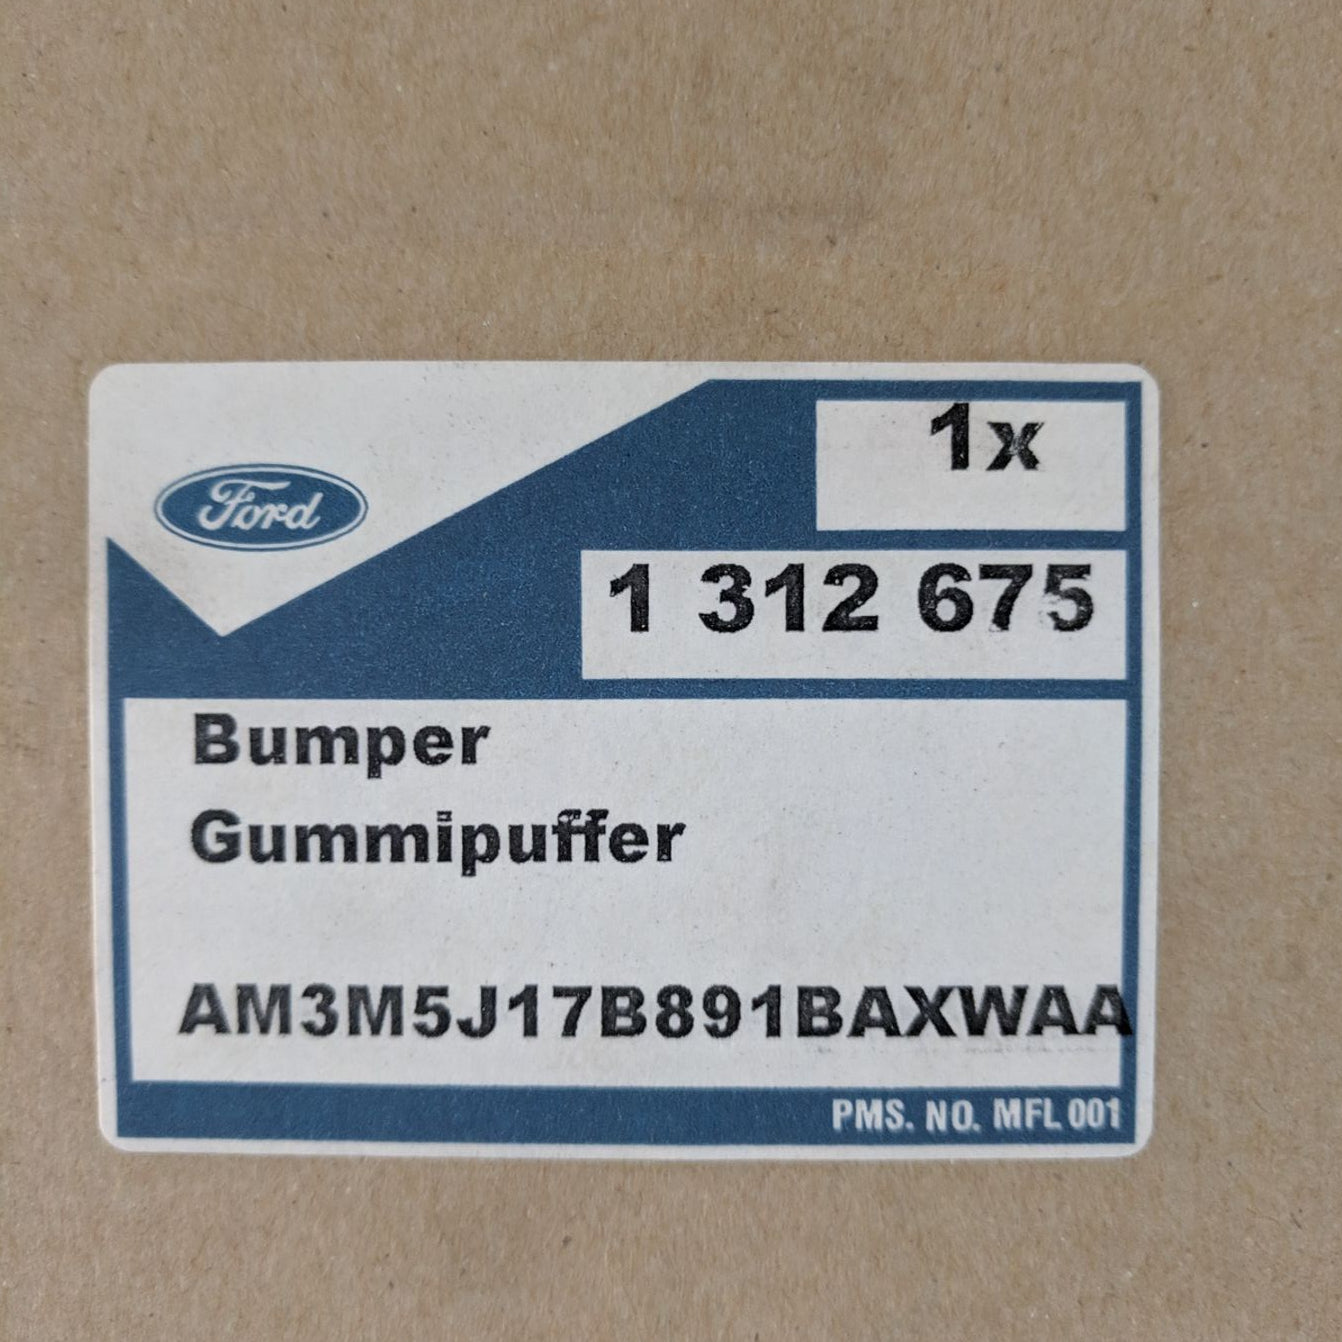 1x
Ford
1 312 675
Bumper
Gummipuffer
AM3M5J17B891BAXWAA
PMS. NO. MFL 001